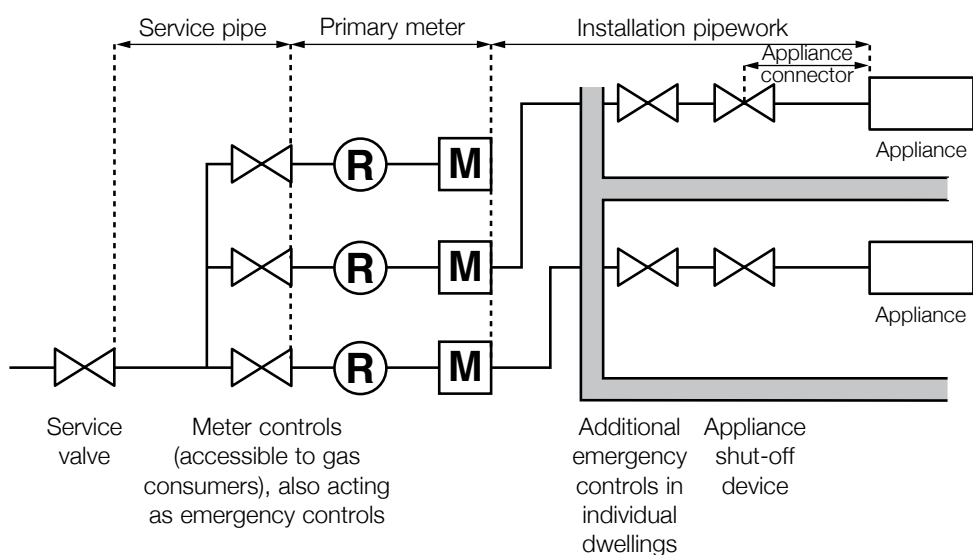 Service pipe
Primary meter
Installation pipework
Appliance
connector
Appliance
R
M
R
M
Appliance
R
M
Service
valve
Meter controls
(accessible to gas
consumers), also acting
as emergency controls
Additional
emergency
controls in
individual
dwellings
Appliance
shut-off
device